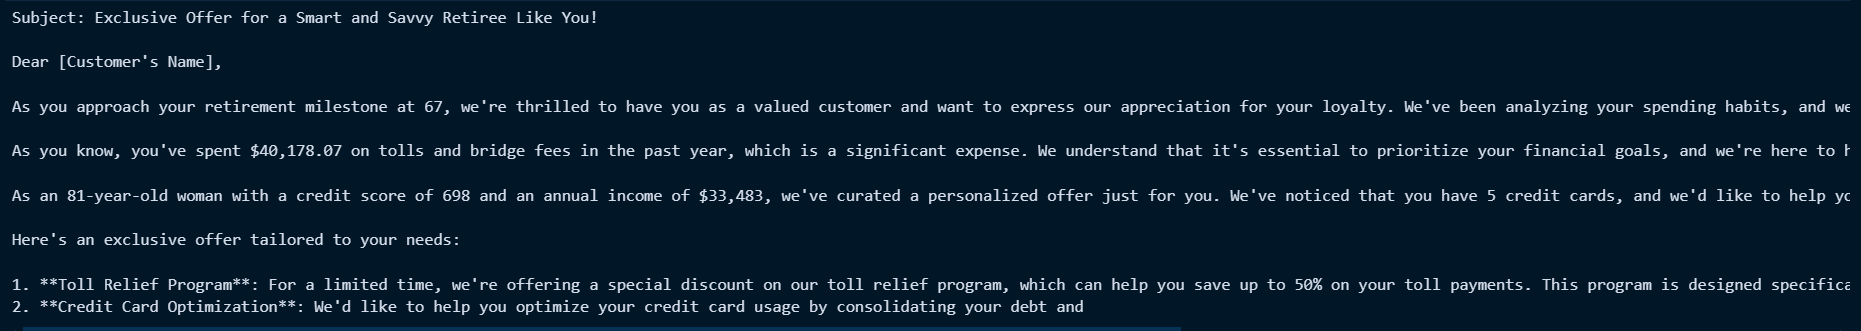 Subject: Exclusive Offer for a Smart and Savvy Retiree Like You!
Dear [Customer's Name],
As you approach your retirement milestone at 67, we're thrilled to have you as a valued customer and want to express our appreciation for your loyalty. We've been analyzing your spending habits, and we
As you know, you've spent $40,178.07 on tolls and bridge fees in the past year, which is a significant expense. We understand that it's essential to prioritize your financial goals, and we're here to
As an 81-year-old woman with a credit score of 698 and an annual income of $33,483, we've curated a personalized offer just for you. We've noticed that you have 5 credit cards, and we'd like to help
Here's an exclusive offer tailored to your needs:
1. **Toll Relief Program**: For a limited time, we're offering a special discount on our toll relief program, which can help you save up to 50% on your toll payments. This program is designed specifica
2. **Credit Card Optimization**: We'd like to help you optimize your credit card usage by consolidating your debt and